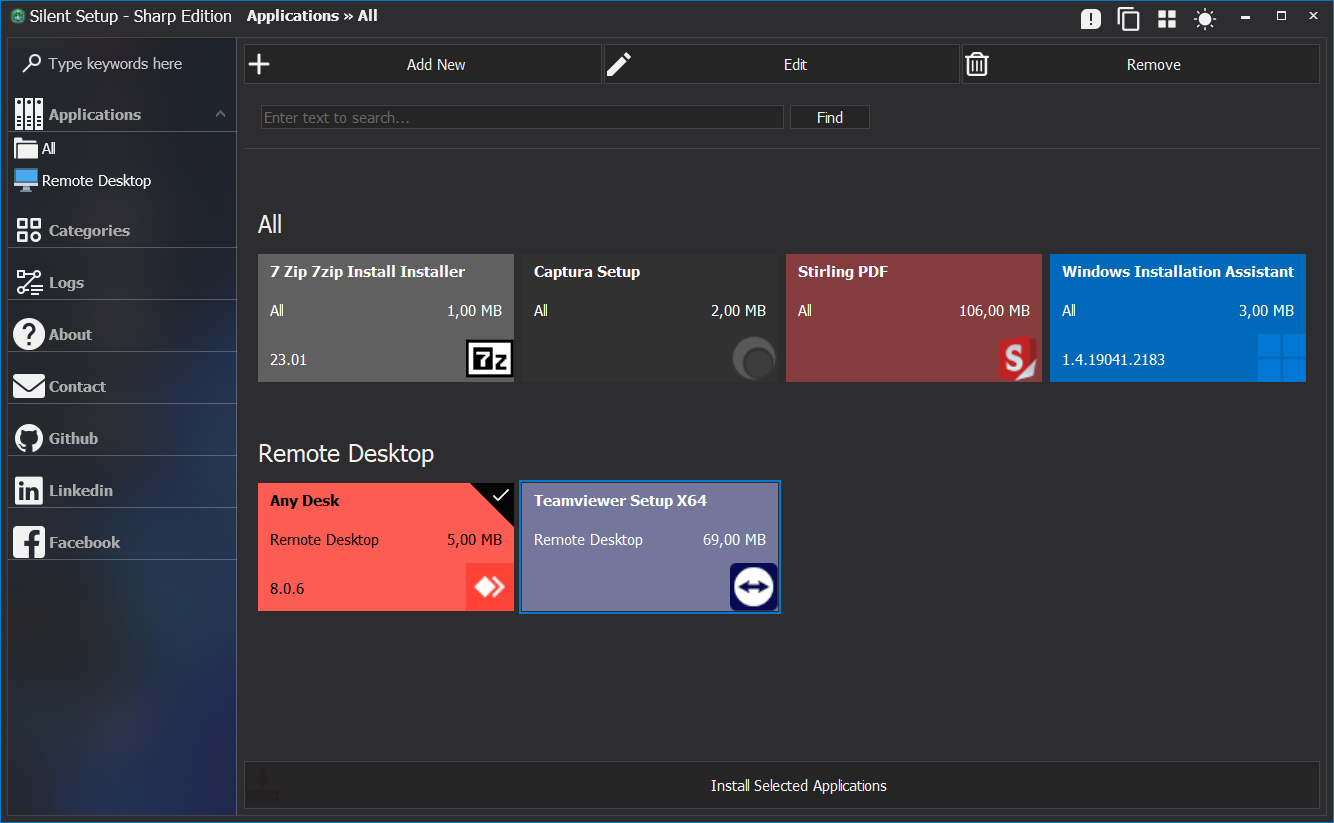 Silent Setup - Sharp Edition
Applications » All
Type keywords here
Applications
All
Remote Desktop
Categories
Logs
About
Contact
Github
Linkedin
Facebook
Add New
Edit
Remove
Enter text to search...
Find
All
7 Zip 7zip Install Installer
All 1,00 MB
23.01
7z
Captura Setup
All 2,00 MB
Stirling PDF
All 106,00 MB
S
Windows Installation Assistant
All 3,00 MB
1.4.19041.2183
Remote Desktop
Any Desk
Remote Desktop 5,00 MB
8.0.6
Teamviewer Setup X64
Remote Desktop 69,00 MB
Install Selected Applications